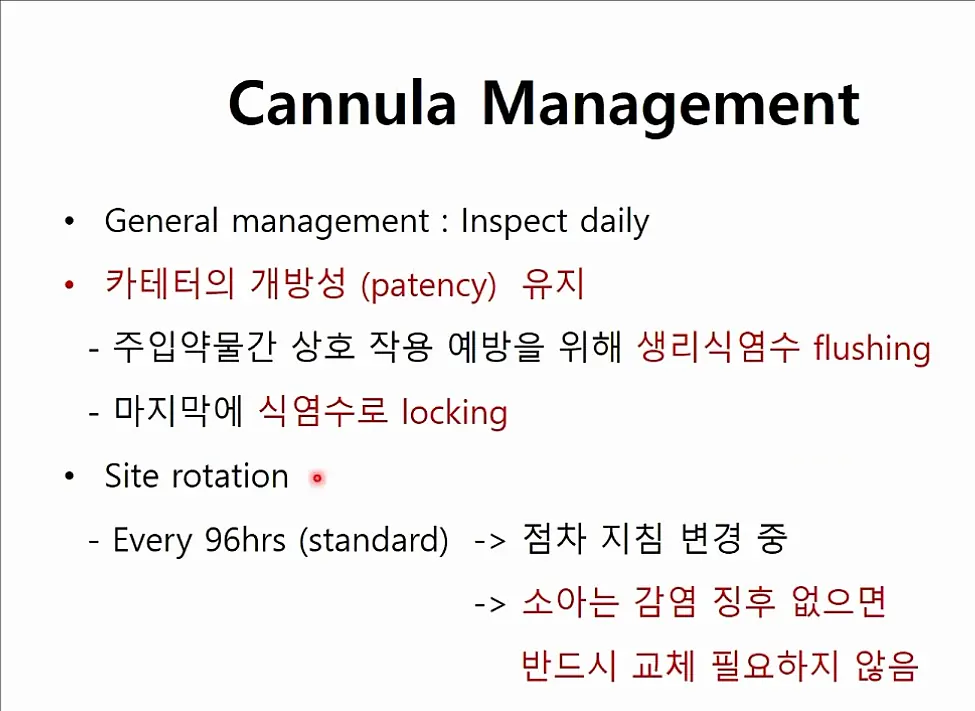 Cannula Management
• General management : Inspect daily
• 카테터의 개방성 (patency) 유지
- 주입약물간 상호 작용 예방을 위해 생리식염수 flushing
- 마지막에 식염수로 locking
• Site rotation
- Every 96hrs (standard) -> 점차 지침 변경 중
-> 소아는 감염 징후 없으면
반드시 교체 필요하지 않음